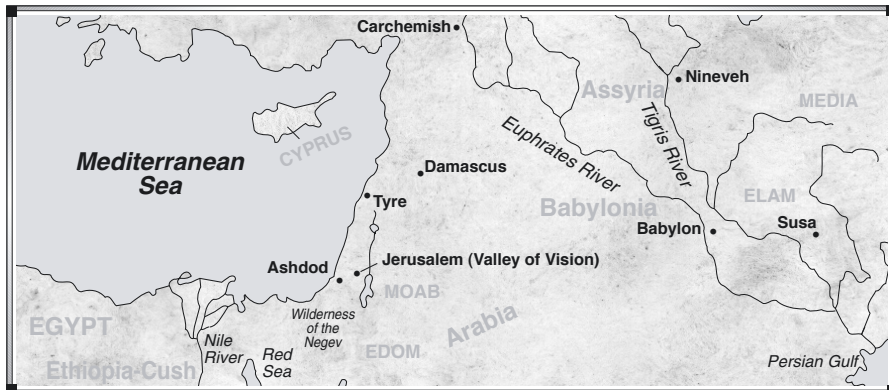 Carchemish
Nineveh
Assyria
MEDIA
Tigris River
Euphrates River
CYPRUS
Mediterranean
Sea
Damascus
ELAM
Tyre
Babylonia
Susa
Babylon
Jerusalem (Valley of Vision)
Ashdod
MOAB
Wilderness
of the
Negev
Arabia
EGYPT
Nile
River
Red
Sea
EDOM
Ethiopia-Cush
Persian Gulf